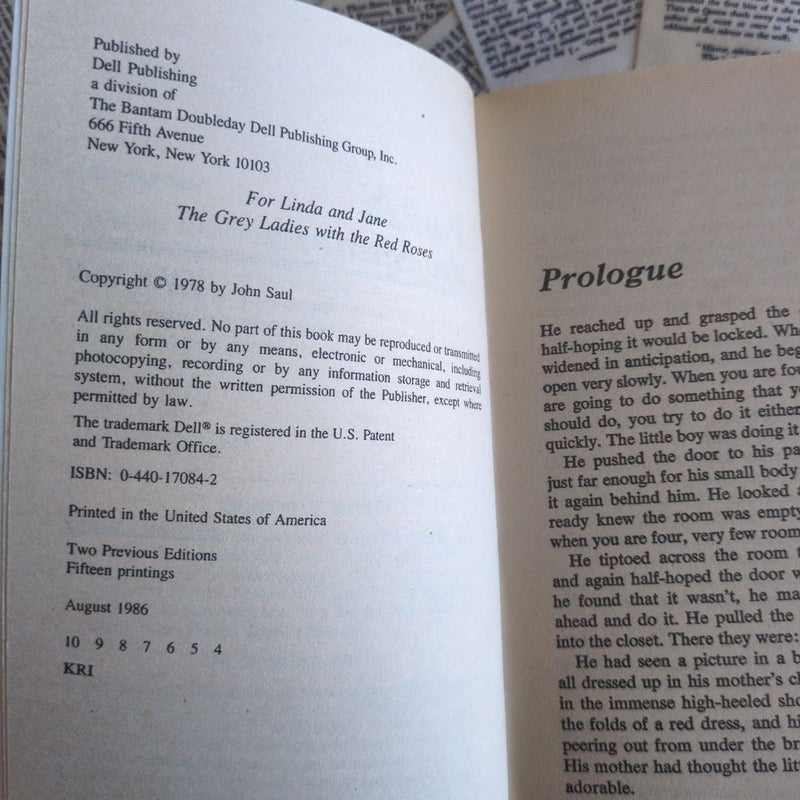 Published by
Dell Publishing
a division of
The Bantam Doubleday Dell Publishing Group, Inc.
666 Fifth Avenue
New York, New York 10103
For Linda and Jane
The Grey Ladies with the Red Roses
Copyright © 1978 by John Saul
All rights reserved. No part of this book may be reproduced or transmitted
in any form or by any means, electronic or mechanical, including
photocopying, recording or by any information storage and retrieval
system, without the written permission of the Publisher, except where
permitted by law.
The trademark Dell® is registered in the U.S. Patent
and Trademark Office.
ISBN: 0-440-17084-2
Printed in the United States of America
Two Previous Editions
Fifteen printings
August 1986
10 9 8 7 6 5 4
KRI
Prologue
He reached up and grasped the
half-hoping it would be locked.
widened in anticipation, and he
open very slowly. When you are
are going to do something that
should do, you try to do it
quickly. The little boy was doing it
He pushed the door to his
just far enough for his small body
it again behind him. He looked
ready knew the room was empty
when you are four, very few
He tiptoed across the room
and again half-hoped the door
he found that it wasn't, he
ahead and do it. He pulled the
into the closet. There they were:
He had seen a picture in a
all dressed up in his mother's
in the immense high-heeled
the folds of a red dress, and
peering out from under the
His mother had thought the
adorable.